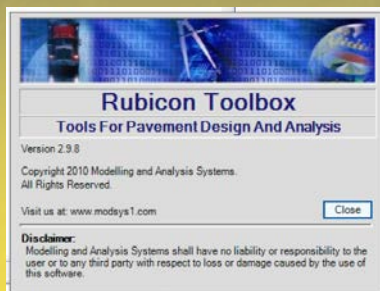 Rubicon Toolbox
Tools For Pavement Design And Analysis
Version 2.9.8
Copyright 2010 Modelling and Analysis Systems.
All Rights Reserved.
Visit us at: www.modsys1.com
Close
Disclaimer:
Modelling and Analysis Systems shall have no liability or responsibility to the
user or to any third party with respect to loss or damage caused by the use of
this software.